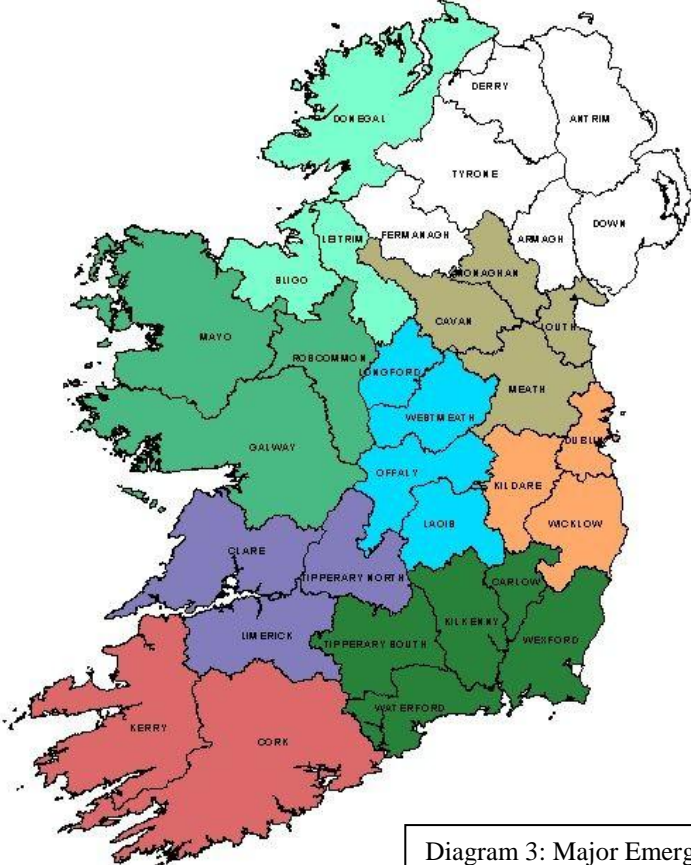 DERRY
ANTRIM
DONEGAL
TYRONE
DOWN
FERMANAGH
ARMAGH
LEITRIM
MONAGHAN
SLIGO
CAVAN
LOUTH
MAYO
ROSCOMMON
LONGFORD
MEATH
WESTMEATH
DUBLIN
GALWAY
OFFALY
KILDARE
LAOIS
WICKLOW
CLARE
TIPPERARY NORTH
CARLOW
LIMERICK
KILKENNY
TIPPERARY SOUTH
WEXFORD
WATERFORD
KERRY
CORK
Diagram 3: Major Emerg